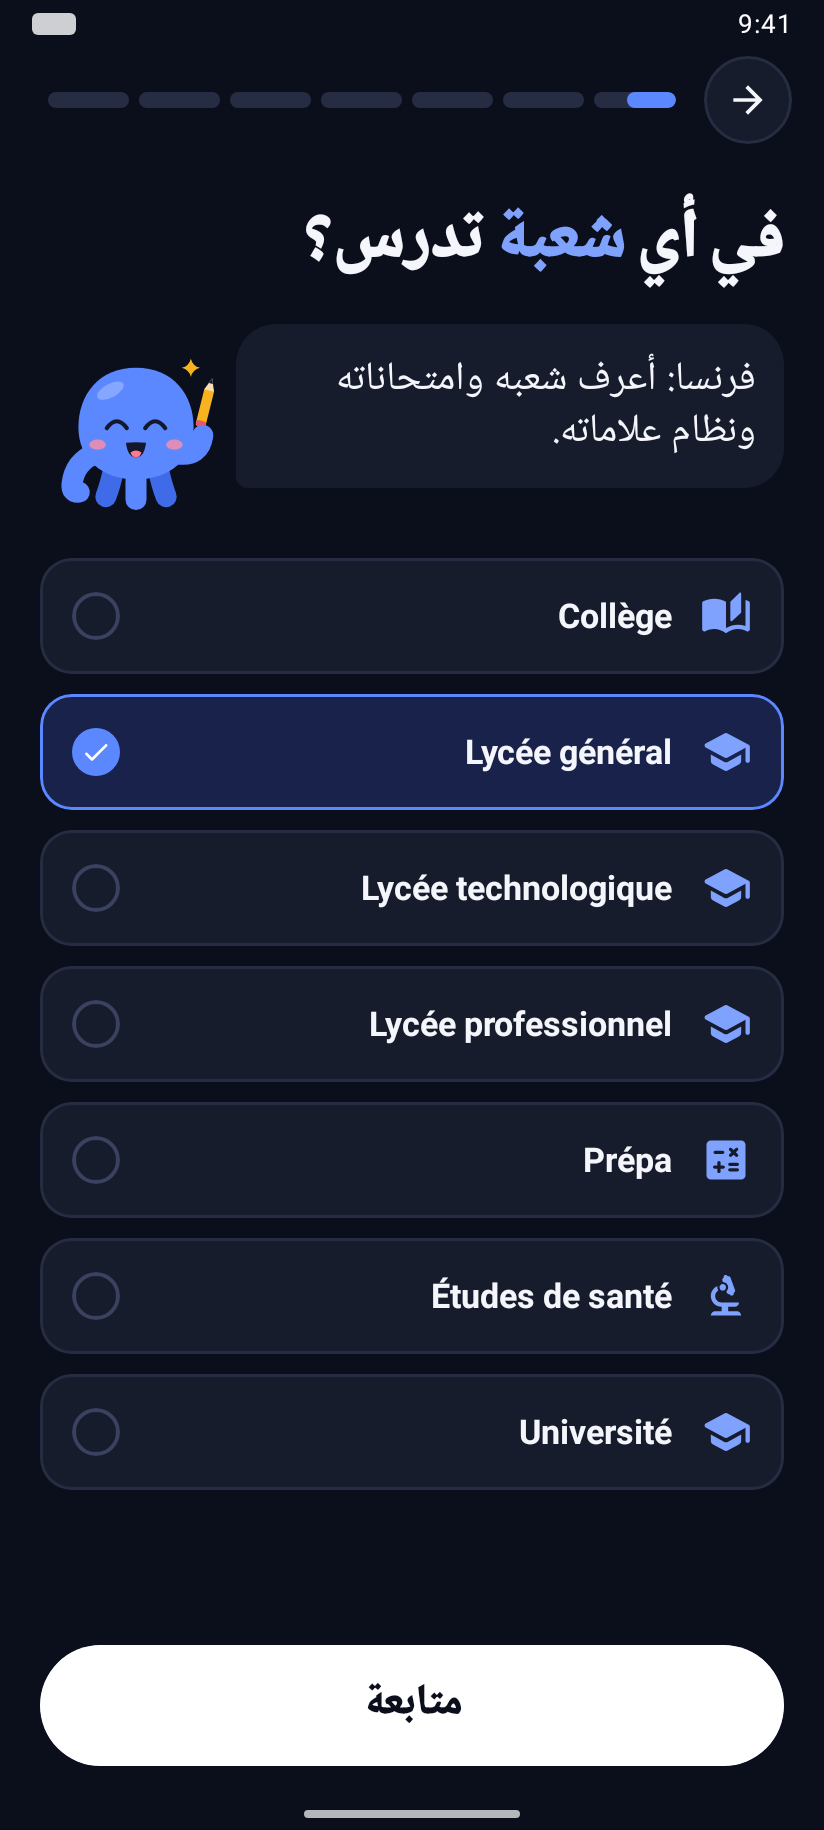 9:41
في أي شعبة تدرس؟
فرنسا: أعرف شعبه وامتحاناته
ونظام علاماته.
Collège
Lycée général
Lycée technologique
Lycée professionnel
Prépa
Études de santé
Université
متابعة